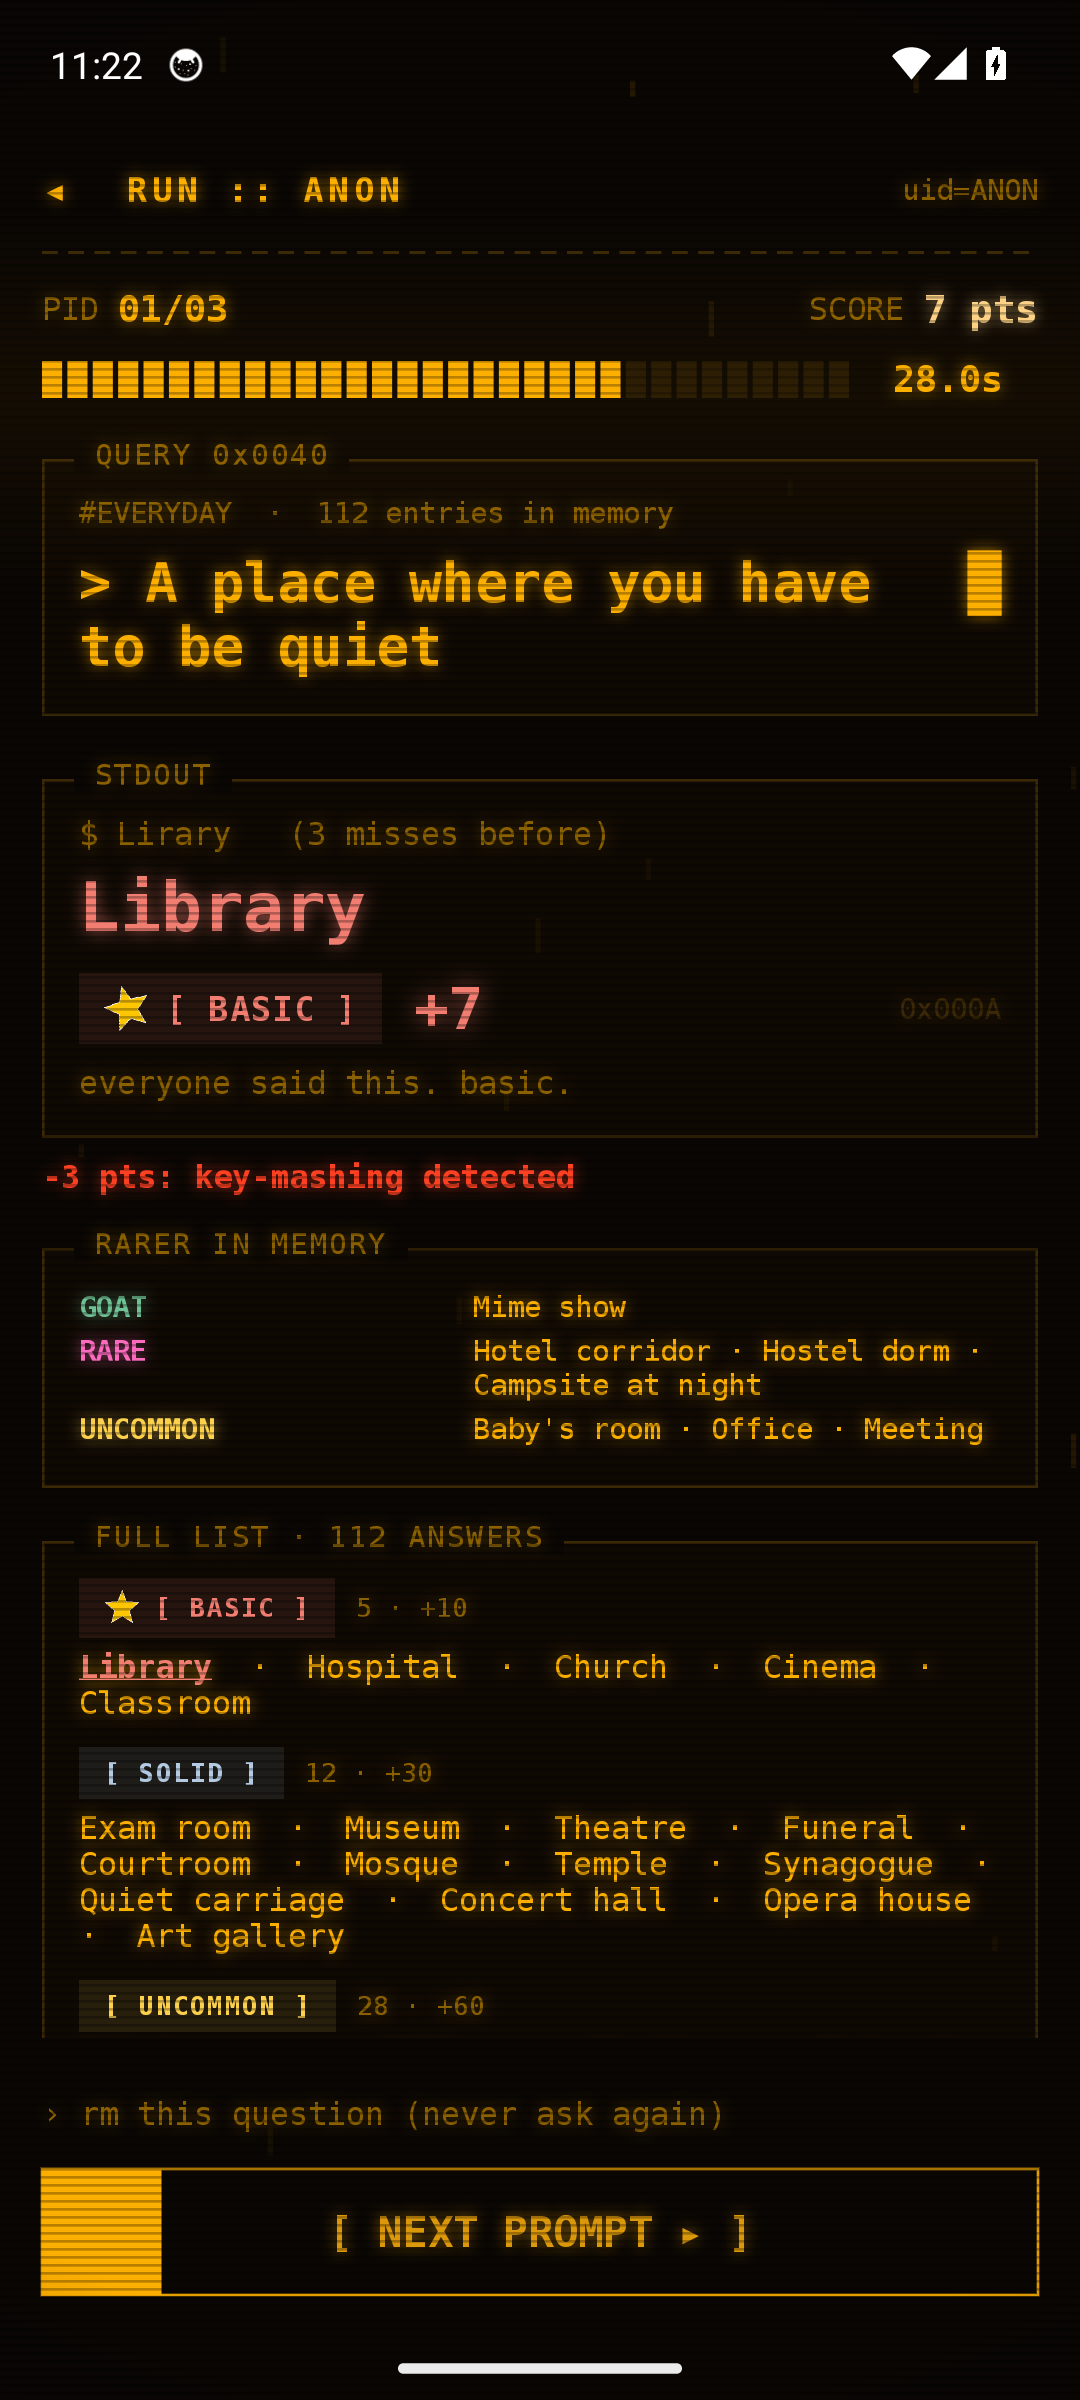 11:22
◂ RUN :: ANON uid=ANON
PID 01/03 SCORE 7 pts
28.0s
QUERY 0x0040
#EVERYDAY · 112 entries in memory
> A place where you have
to be quiet
STDOUT
$ Lirary (3 misses before)
Library
[ BASIC ] +7 0x000A
everyone said this. basic.
-3 pts: key-mashing detected
RARER IN MEMORY
GOAT Mime show
RARE Hotel corridor · Hostel dorm ·
Campsite at night
UNCOMMON Baby's room · Office · Meeting
FULL LIST · 112 ANSWERS
[ BASIC ] 5 · +10
Library · Hospital · Church · Cinema ·
Classroom
[ SOLID ] 12 · +30
Exam room · Museum · Theatre · Funeral ·
Courtroom · Mosque · Temple · Synagogue ·
Quiet carriage · Concert hall · Opera house
· Art gallery
[ UNCOMMON ] 28 · +60
› rm this question (never ask again)
[ NEXT PROMPT ▸ ]